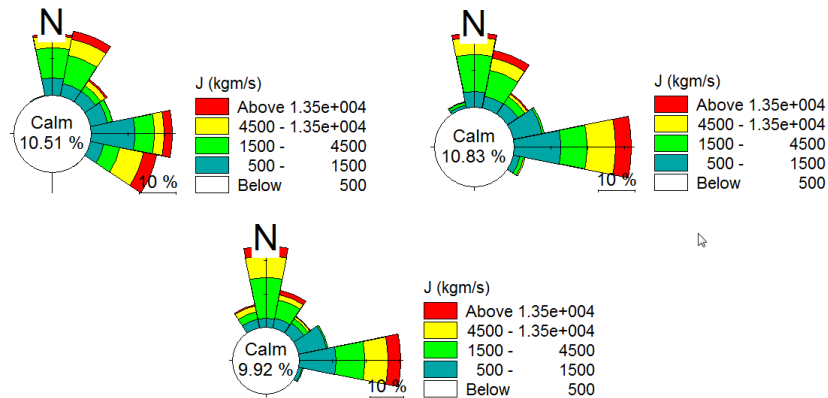 N
J (kgm/s)
Above 1.35e+004
4500 - 1.35e+004
1500 - 4500
500 - 1500
Below 500
Calm
10.51 %
10 %
N
J (kgm/s)
Above 1.35e+004
4500 - 1.35e+004
1500 - 4500
500 - 1500
Below 500
Calm
10.83 %
10 %
N
J (kgm/s)
Above 1.35e+004
4500 - 1.35e+004
1500 - 4500
500 - 1500
Below 500
Calm
9.92 %
10 %